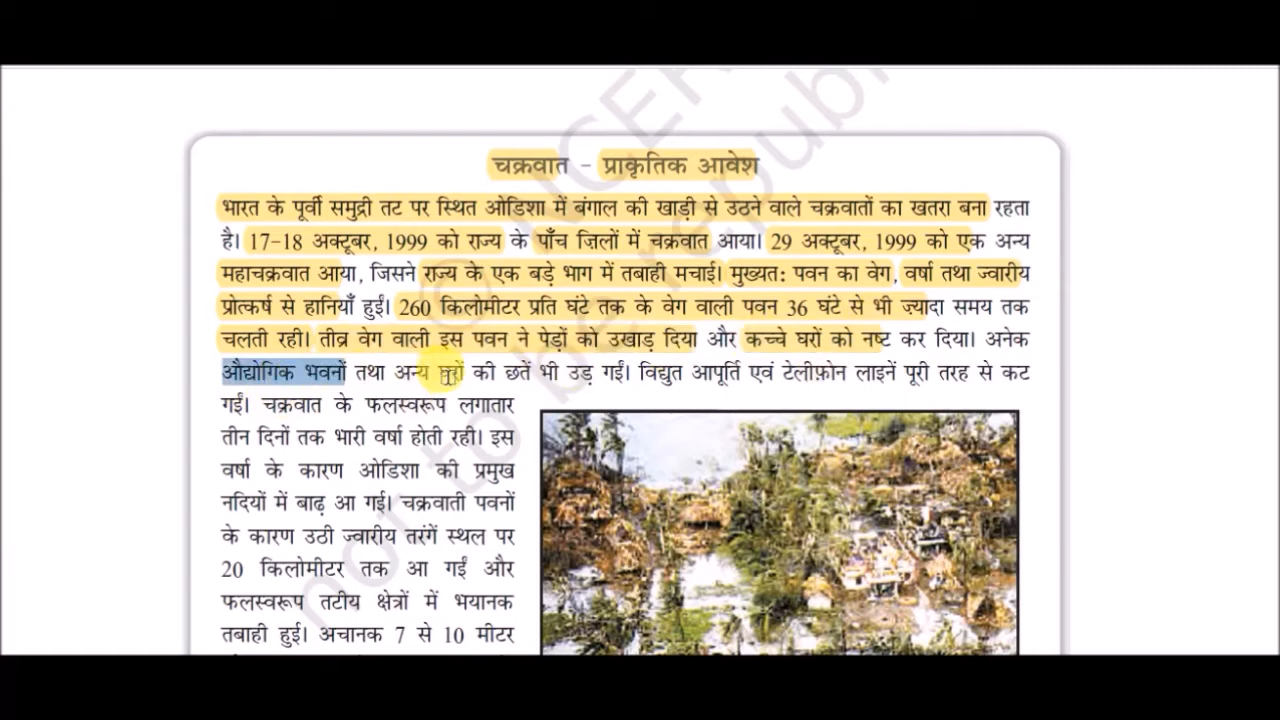 चक्रवात - प्राकृतिक आवेश
भारत के पूर्वी समुद्री तट पर स्थित ओडिशा में बंगाल की खाड़ी से उठने वाले चक्रवातों का खतरा बना रहता
है। 17-18 अक्टूबर, 1999 को राज्य के पाँच जिलों में चक्रवात आया। 29 अक्टूबर, 1999 को एक अन्य
महाचक्रवात आया, जिसने राज्य के एक बड़े भाग में तबाही मचाई। मुख्यत: पवन का वेग, वर्षा तथा ज्वारीय
प्रोत्कर्ष से हानियाँ हुईं। 260 किलोमीटर प्रति घंटे तक के वेग वाली पवन 36 घंटे से भी ज्यादा समय तक
चलती रही। तीव्र वेग वाली इस पवन ने पेड़ों को उखाड़ दिया और कच्चे घरों को नष्ट कर दिया। अनेक
औद्योगिक भवनों तथा अन्य घरों की छतें भी उड़ गईं। विद्युत आपूर्ति एवं टेलीफ़ोन लाइनें पूरी तरह से कट
गईं। चक्रवात के फलस्वरूप लगातार
तीन दिनों तक भारी वर्षा होती रही। इस
वर्षा के कारण ओडिशा की प्रमुख
नदियों में बाढ़ आ गई। चक्रवाती पवनों
के कारण उठी ज्वारीय तरंगें स्थल पर
20 किलोमीटर तक आ गईं और
फलस्वरूप तटीय क्षेत्रों में भयानक
तबाही हुई। अचानक 7 से 10 मीटर
not to be republ